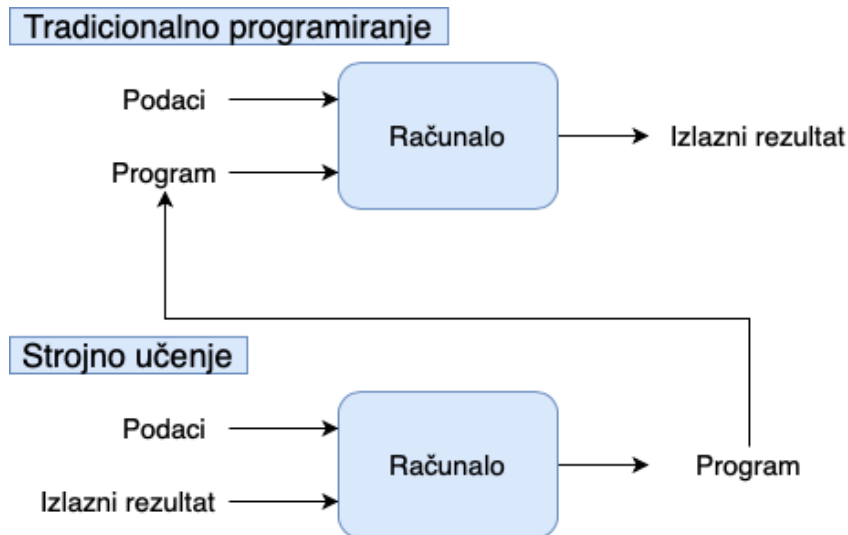 Tradicionalno programiranje
Podaci
Računalo
Izlazni rezultat
Program
Strojno učenje
Podaci
Računalo
Program
Izlazni rezultat